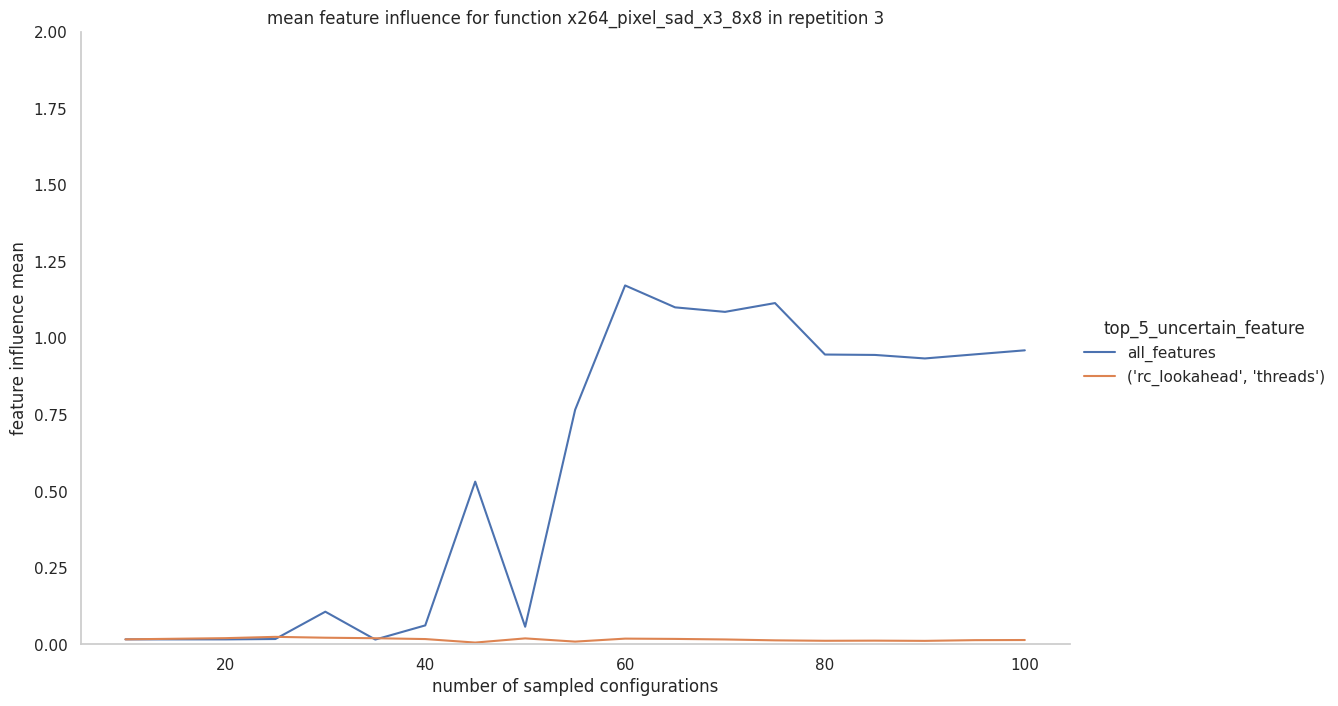 mean feature influence for function x264_pixel_sad_x3_8x8 in repetition 3
2.00
1.75
1.50
1.25
1.00
0.75
0.50
0.25
0.00
feature influence mean
20
40
60
80
100
number of sampled configurations
top_5_uncertain_feature
all_features
('rc_lookahead', 'threads')